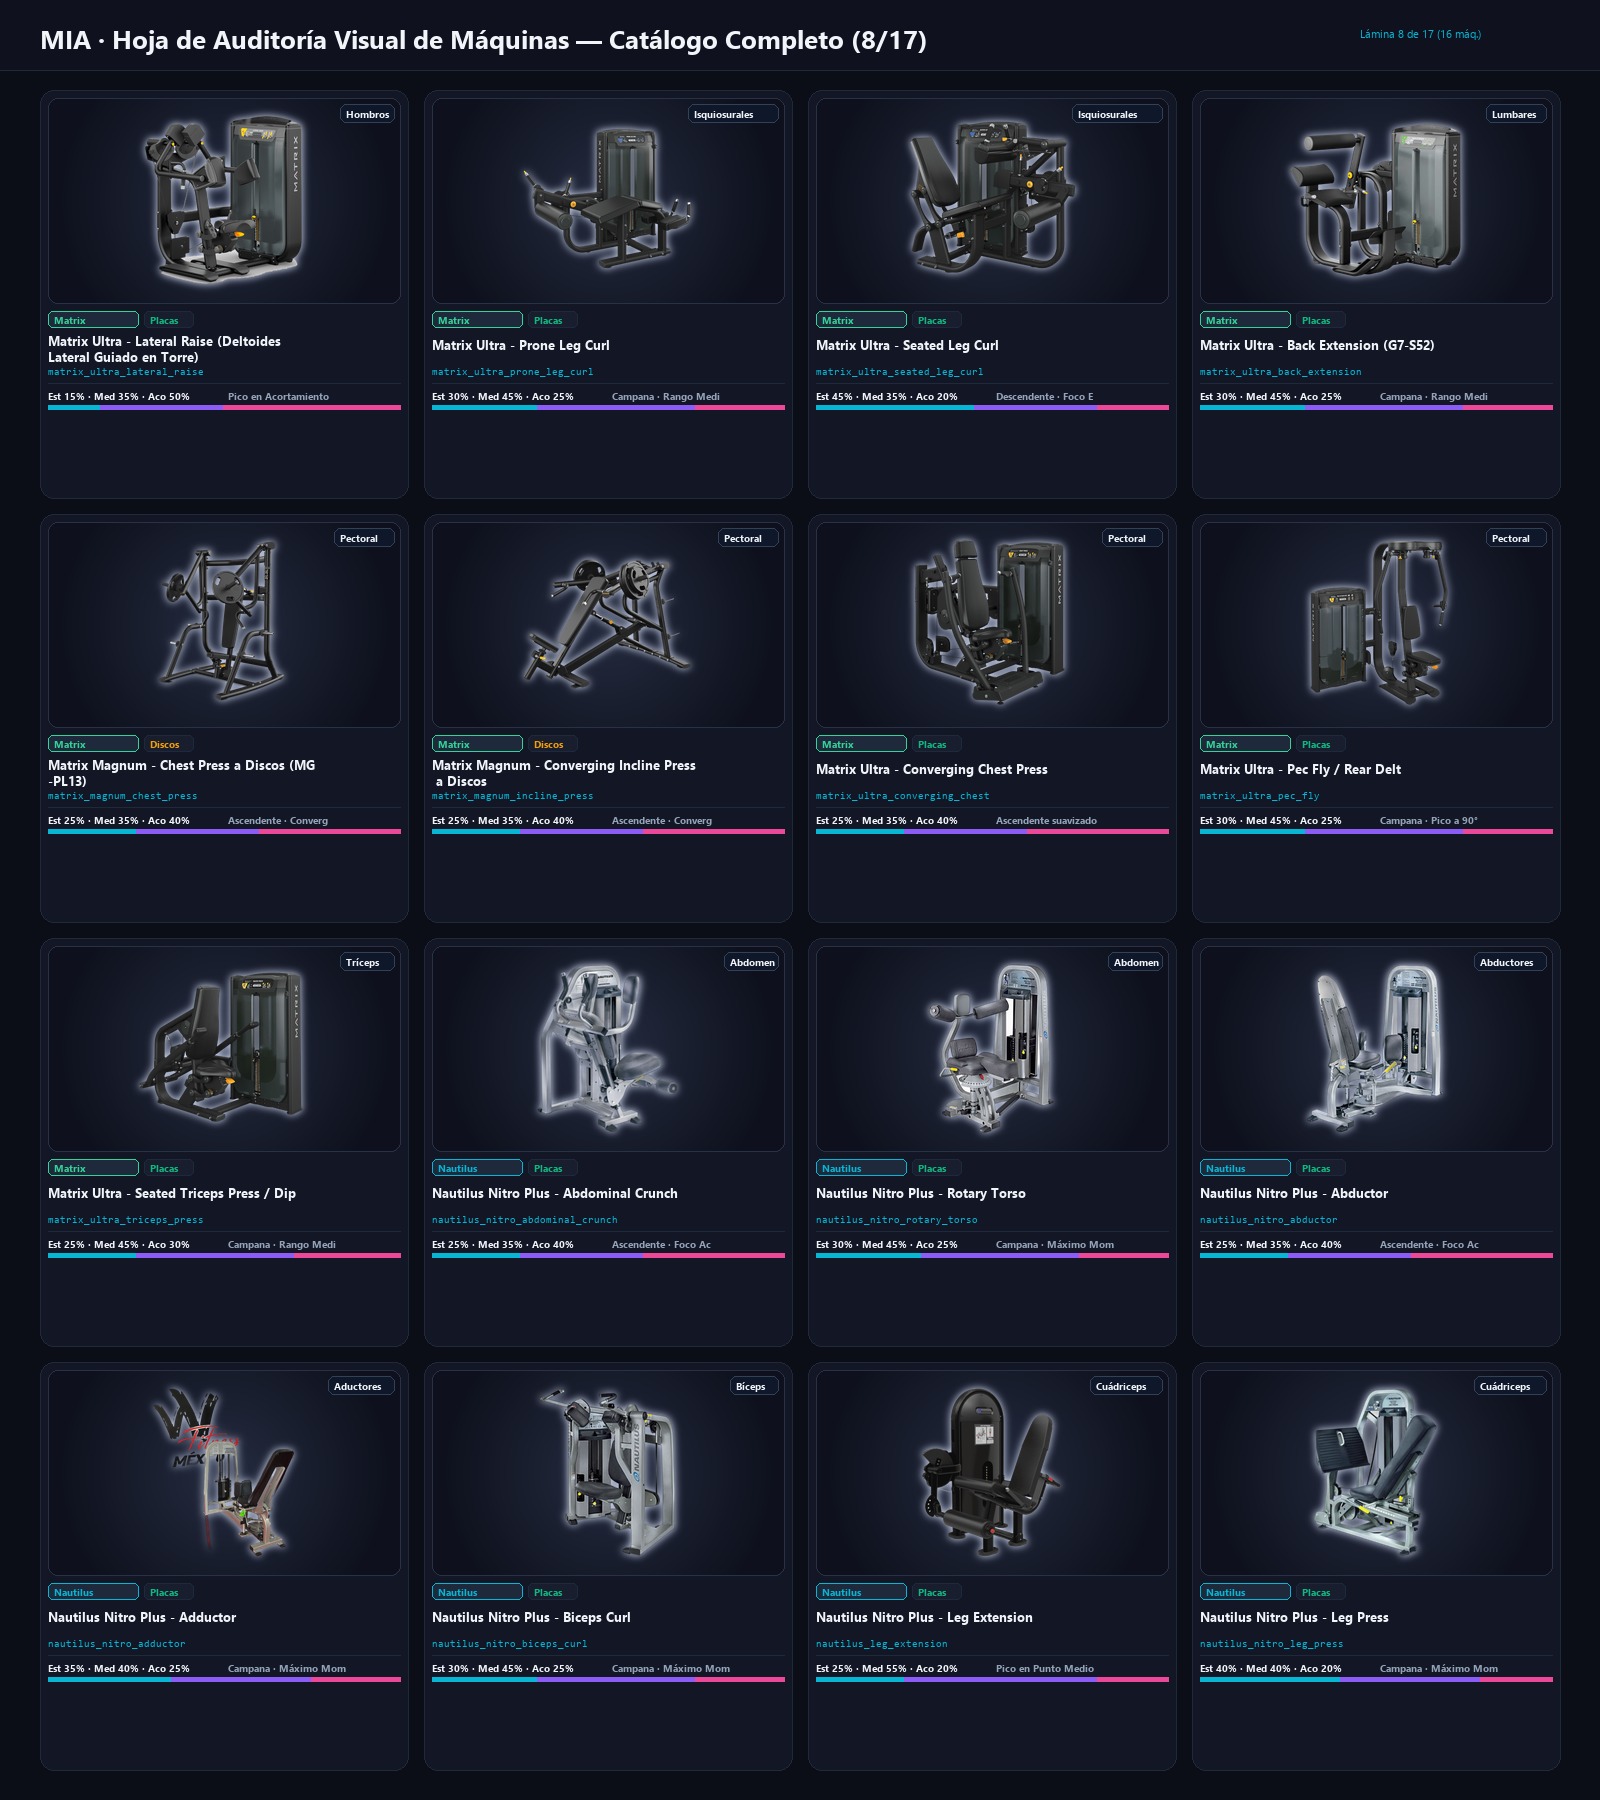 MIA · Hoja de Auditoría Visual de Máquinas — Catálogo Completo (8/17)
Lámina 8 de 17 (16 máq.)
Hombros
MATRIX
Matrix
Placas
Matrix Ultra - Lateral Raise (Deltoides
Lateral Guiado en Torre)
matrix_ultra_lateral_raise
Est 15% · Med 35% · Aco 50%
Pico en Acortamiento
Isquiosurales
MATRIX
Matrix
Placas
Matrix Ultra - Prone Leg Curl
matrix_ultra_prone_leg_curl
Est 30% · Med 45% · Aco 25%
Campana · Rango Medi
Isquiosurales
Matrix
Placas
Matrix Ultra - Seated Leg Curl
matrix_ultra_seated_leg_curl
Est 45% · Med 35% · Aco 20%
Descendente · Foco E
Lumbares
MATRIX
Matrix
Placas
Matrix Ultra - Back Extension (G7-S52)
matrix_ultra_back_extension
Est 30% · Med 45% · Aco 25%
Campana · Rango Medi
Pectoral
Matrix
Discos
Matrix Magnum - Chest Press a Discos (MG
-PL13)
matrix_magnum_chest_press
Est 25% · Med 35% · Aco 40%
Ascendente · Converg
Pectoral
Matrix
Discos
Matrix Magnum - Converging Incline Press
a Discos
matrix_magnum_incline_press
Est 25% · Med 35% · Aco 40%
Ascendente · Converg
Pectoral
MATRIX
Matrix
Placas
Matrix Ultra - Converging Chest Press
matrix_ultra_converging_chest
Est 25% · Med 35% · Aco 40%
Ascendente suavizado
Pectoral
Matrix
Placas
Matrix Ultra - Pec Fly / Rear Delt
matrix_ultra_pec_fly
Est 30% · Med 45% · Aco 25%
Campana · Pico a 90°
Tríceps
MATRIX
Matrix
Placas
Matrix Ultra - Seated Triceps Press / Dip
matrix_ultra_triceps_press
Est 25% · Med 45% · Aco 30%
Campana · Rango Medi
Abdomen
Nautilus
Placas
Nautilus Nitro Plus - Abdominal Crunch
nautilus_nitro_abdominal_crunch
Est 25% · Med 35% · Aco 40%
Ascendente · Foco Ac
Abdomen
Nautilus
Placas
Nautilus Nitro Plus - Rotary Torso
nautilus_nitro_rotary_torso
Est 30% · Med 45% · Aco 25%
Campana · Máximo Mom
Abductores
Nautilus
Placas
Nautilus Nitro Plus - Abductor
nautilus_nitro_abductor
Est 25% · Med 35% · Aco 40%
Ascendente · Foco Ac
Aductores
Nautilus
Placas
Nautilus Nitro Plus - Adductor
nautilus_nitro_adductor
Est 35% · Med 40% · Aco 25%
Campana · Máximo Mom
Bíceps
NAUTILUS
Nautilus
Placas
Nautilus Nitro Plus - Biceps Curl
nautilus_nitro_biceps_curl
Est 30% · Med 45% · Aco 25%
Campana · Máximo Mom
Cuádriceps
Nautilus
Placas
Nautilus Nitro Plus - Leg Extension
nautilus_leg_extension
Est 25% · Med 55% · Aco 20%
Pico en Punto Medio
Cuádriceps
Nautilus
Placas
Nautilus Nitro Plus - Leg Press
nautilus_nitro_leg_press
Est 40% · Med 40% · Aco 20%
Campana · Máximo Mom